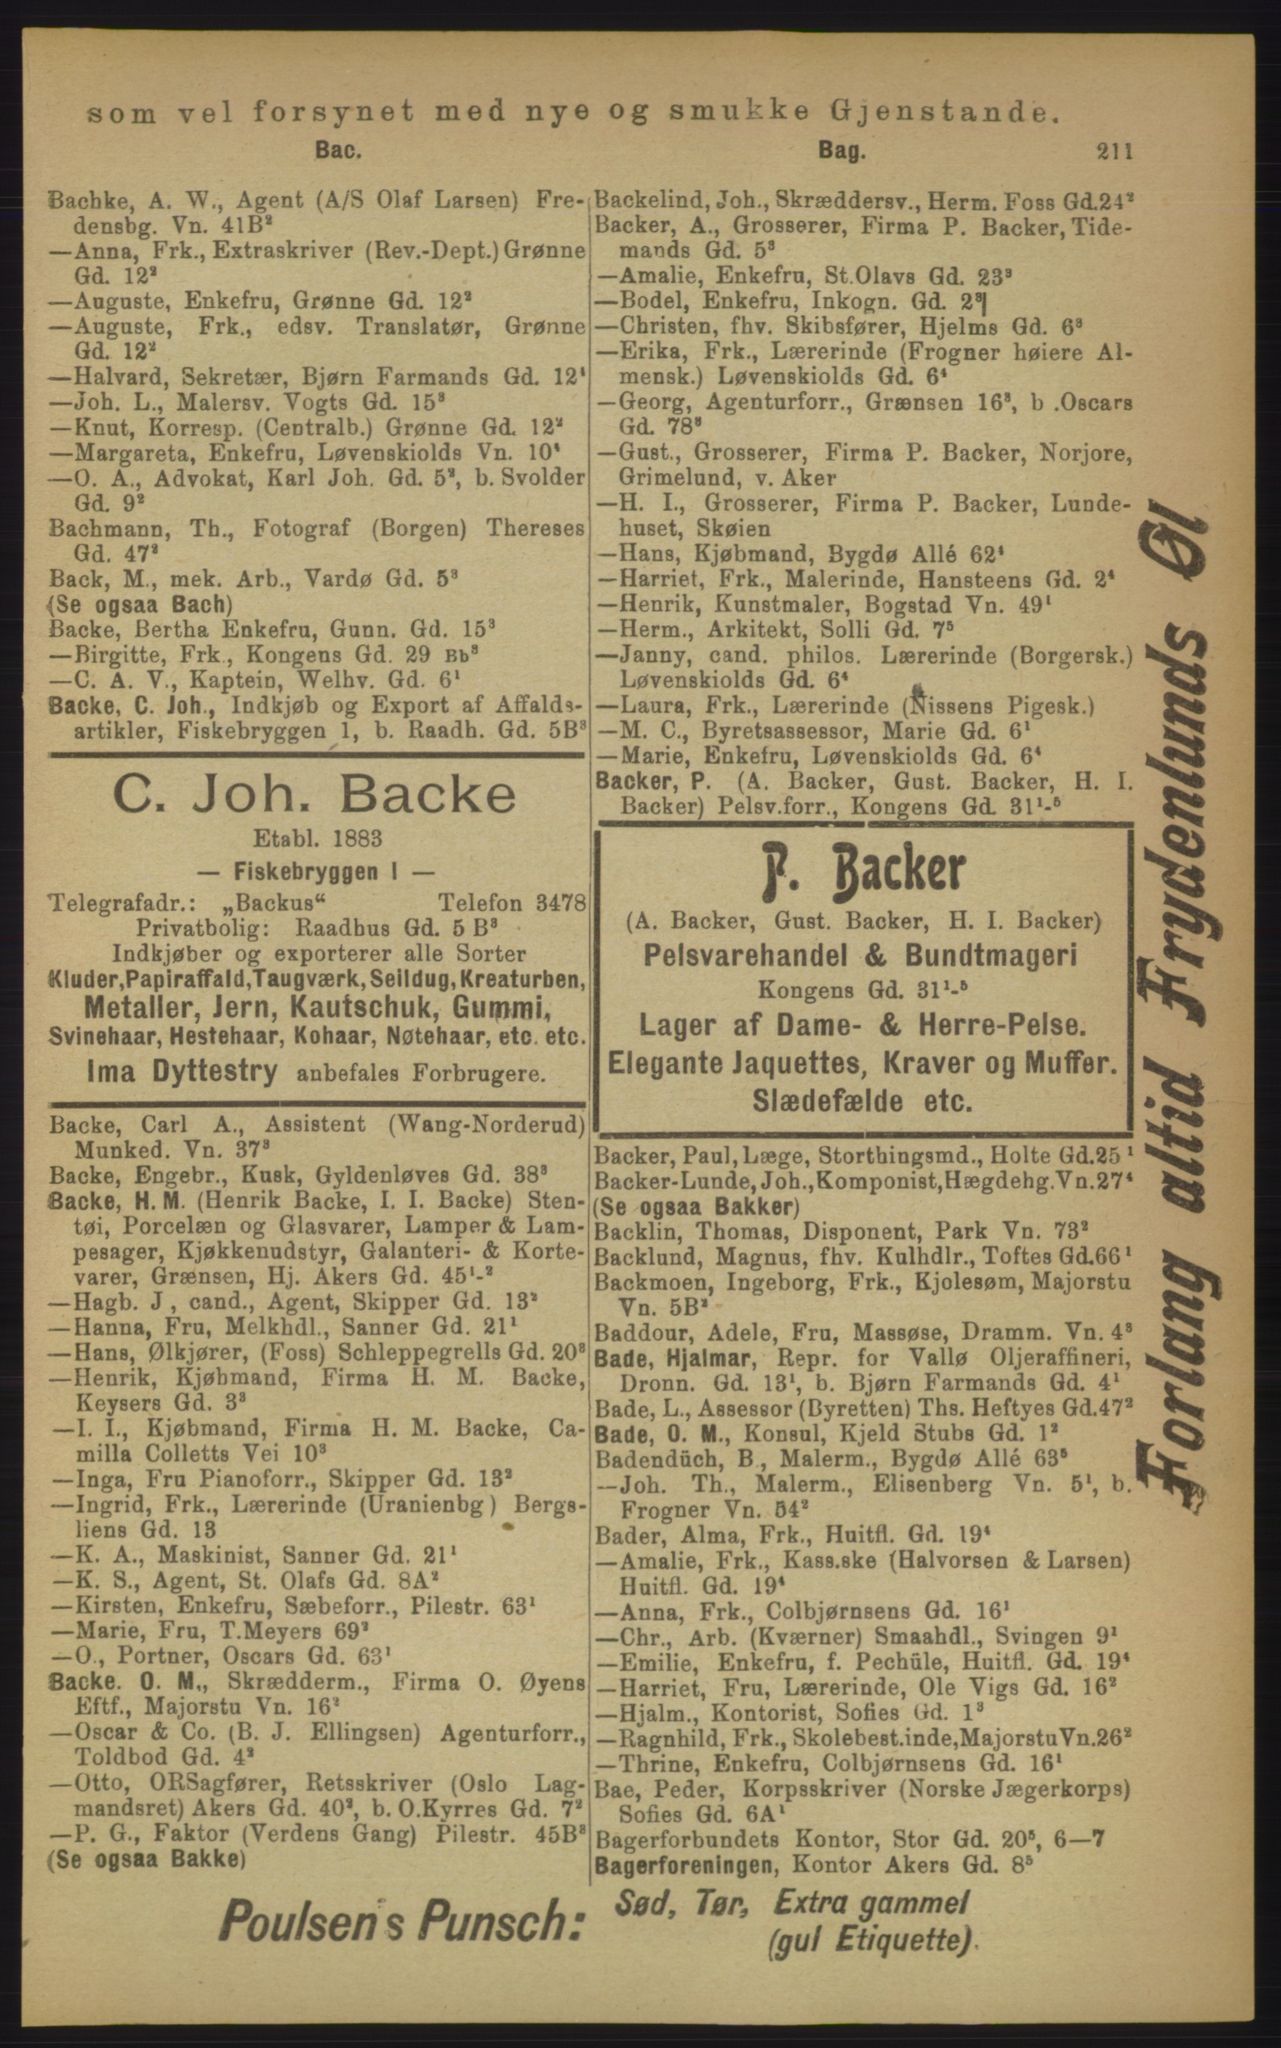 som vel forsynet med nye og smukke Gjenstande.
Bac.
Bag. 211
Bachke, A. W., Agent (A/S Olaf Larsen) Fre-
densbg. Vn. 41B²
—Anna, Frk., Extraskriver (Rev.-Dept.) Grønne
Gd. 12²
—Auguste, Enkefru, Grønne Gd. 12²
—Auguste, Frk., edsv. Translatør, Grønne
Gd. 12²
—Halvard, Sekretær, Bjørn Farmands Gd. 12⁴
—Joh. L., Malersv. Vogts Gd. 15³
—Knut, Korresp. (Centralb.) Grønne Gd. 12²
—Margareta, Enkefru, Løvenskiolds Vn. 10⁴
—O. A., Advokat, Karl Joh. Gd. 5², b. Svolder
Gd. 9²
Bachmann, Th., Fotograf (Borgen) Thereses
Gd. 47²
Back, M., mek. Arb., Vardø Gd. 5³
(Se ogsaa Bach)
Backe, Bertha Enkefru, Gunn. Gd. 15³
—Birgitte, Frk., Kongens Gd. 29 Bb³
—C. A. V., Kaptein, Welhv. Gd. 6¹
Backe, C. Joh., Indkjøb og Export af Affalds-
artikler, Fiskebryggen 1, b. Raadh. Gd. 5B³
C. Joh. Backe
Etabl. 1883
— Fiskebryggen I —
Telegrafadr.: „Backus“ Telefon 3478
Privatbolig: Raadhus Gd. 5 B³
Indkjøber og exporterer alle Sorter
Kluder, Papiraffald, Taugværk, Seildug, Kreaturben,
Metaller, Jern, Kautschuk, Gummi,
Svinehaar, Hestehaar, Kohaar, Nøtehaar, etc. etc.
Ima Dyttestry anbefales Forbrugere.
Backe, Carl A., Assistent (Wang-Norderud)
Munked. Vn. 37³
Backe, Engebr., Kusk, Gyldenløves Gd. 38³
Backe, H. M. (Henrik Backe, I. I. Backe) Sten-
tøi, Porcelæn og Glasvarer, Lamper & Lam-
pesager, Kjøkkenudstyr, Galanteri- & Korte-
varer, Grænsen, Hj. Akers Gd. 45¹-²
—Hagb. J, cand., Agent, Skipper Gd. 13²
—Hanna, Fru, Melkhdl., Sanner Gd. 21¹
—Hans, Ølkjører, (Foss) Schleppegrells Gd. 20³
—Henrik, Kjøbmand, Firma H. M. Backe,
Keysers Gd. 3³
—I. I., Kjøbmand, Firma H. M. Backe, Ca-
milla Colletts Vei 10³
—Inga, Fru Pianoforr., Skipper Gd. 13²
—Ingrid, Frk., Lærerinde (Uranienbg) Bergs-
liens Gd. 13
—K. A., Maskinist, Sanner Gd. 21¹
—K. S., Agent, St. Olafs Gd. 8A²
—Kirsten, Enkefru, Sæbeforr., Pilestr. 63¹
—Marie, Fru, T. Meyers 69²
—O., Portner, Oscars Gd. 63¹
Backe. O. M., Skrædderm., Firma O. Øyens
Eftf., Majorstu Vn. 16²
—Oscar & Co. (B. J. Ellingsen) Agenturforr.,
Toldbod Gd. 4²
—Otto, ORSagfører, Retsskriver (Oslo Lag-
mandsret) Akers Gd. 40², b. O. Kyrres Gd. 7²
—P. G., Faktor (Verdens Gang) Pilestr. 45B³
(Se ogsaa Bakke)
Backelind, Joh., Skræddersv., Herm. Foss Gd. 24²
Backer, A., Grosserer, Firma P. Backer, Tide-
mands Gd. 5³
—Amalie, Enkefru, St. Olavs Gd. 23³
—Bodel, Enkefru, Inkogn. Gd. 2³
—Christen, fhv. Skibsfører, Hjelms Gd. 6³
—Erika, Frk., Lærerinde (Frogner høiere Al-
mensk.) Løvenskiolds Gd. 6⁴
—Georg, Agenturforr., Grænsen 16³, b .Oscars
Gd. 78³
—Gust., Grosserer, Firma P. Backer, Norjore,
Grimelund, v. Aker
—H. I., Grosserer, Firma P. Backer, Lunde-
huset, Skøien
—Hans, Kjøbmand, Bygdø Allé 62⁴
—Harriet, Frk., Malerinde, Hansteens Gd. 2⁴
—Henrik, Kunstmaler, Bogstad Vn. 49¹
—Herm., Arkitekt, Solli Gd. 7⁵
—Janny, cand. philos. Lærerinde (Borgersk.)
Løvenskiolds Gd. 6⁴
—Laura, Frk., Lærerinde (Nissens Pigesk.)
—M. C., Byretsassessor, Marie Gd. 6¹
—Marie, Enkefru, Løvenskiolds Gd. 6⁴
Backer, P. (A. Backer, Gust. Backer, H. I.
Backer) Pelsv.forr., Kongens Gd. 31¹-⁵
P. Backer
(A. Backer, Gust. Backer, H. I. Backer)
Pelsvarehandel & Bundtmageri
Kongens Gd. 31¹-⁵
Lager af Dame- & Herre-Pelse.
Elegante Jaquettes, Kraver og Muffer.
Slædefælde etc.
Backer, Paul, Læge, Storthingsmd., Holte Gd. 25¹
Backer-Lunde, Joh., Komponist, Hægdehg. Vn. 27⁴
(Se ogsaa Bakker)
Backlin, Thomas, Disponent, Park Vn. 73²
Backlund, Magnus, fhv. Kulhdlr., Toftes Gd. 66¹
Backmoen, Ingeborg, Frk., Kjolesøm, Majorstu
Vn. 5B²
Baddour, Adele, Fru, Massøse, Dramm. Vn. 4³
Bade, Hjalmar, Repr. for Vallø Oljeraffineri,
Dronn. Gd. 13¹, b. Bjørn Farmands Gd. 4¹
Bade, L., Assessor (Byretten) Ths. Heftyes Gd. 47²
Bade, O. M., Konsul, Kjeld Stubs Gd. 1²
Badendüch, B., Malerm., Bygdø Allé 63⁵
—Joh. Th., Malerm., Elisenberg Vn. 5¹, b.
Frogner Vn. 54²
Bader, Alma, Frk., Huitfl. Gd. 19⁴
—Amalie, Frk., Kass.ske (Halvorsen & Larsen)
Huitfl. Gd. 19⁴
—Anna, Frk., Colbjørnsens Gd. 16¹
—Chr., Arb. (Kværner) Smaahdl., Svingen 9¹
—Emilie, Enkefru, f. Pechüle, Huitfl. Gd. 19⁴
—Harriet, Fru, Lærerinde, Ole Vigs Gd. 16²
—Hjalm., Kontorist, Sofies Gd. 1³
—Ragnhild, Frk., Skolebest.inde, Majorstu Vn. 26²
—Thrine, Enkefru, Colbjørnsens Gd. 16¹
Bae, Peder, Korpsskriver (Norske Jægerkorps)
Sofies Gd. 6A¹
Bagerforbundets Kontor, Stor Gd. 20⁵, 6—7
Bagerforeningen, Kontor Akers Gd. 8⁵
Forlang altid Frydenlunds Øl
Poulsen's Punsch: Sød, Tør, Extra gammel
(gul Etiquette).